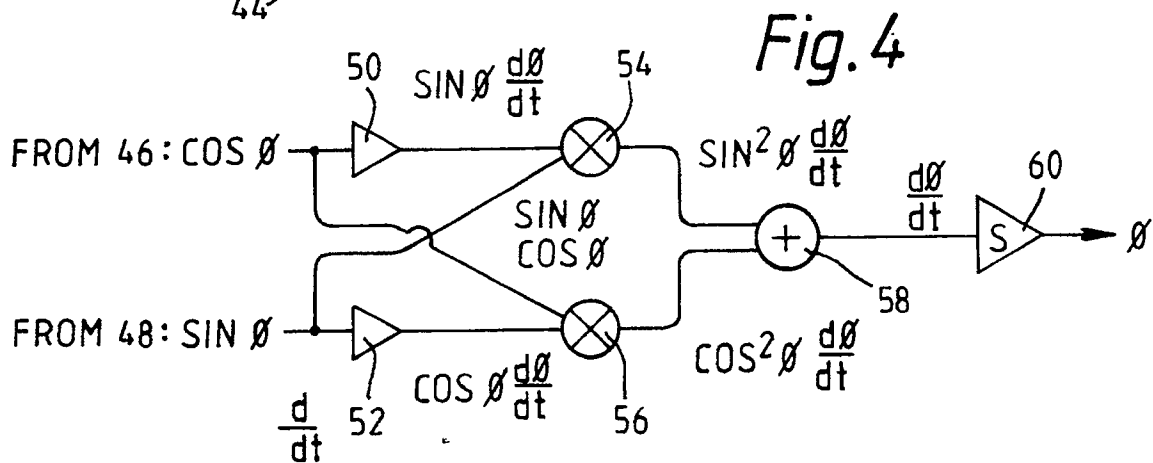 44
Fig. 4
50
SIN Ø dØ/dt
54
FROM 46: COS Ø
SIN² Ø dØ/dt
dØ/dt
60
SIN Ø
COS Ø
+
S
Ø
58
FROM 48: SIN Ø
COS² Ø dØ/dt
COS Ø dØ/dt
d/dt
52
56